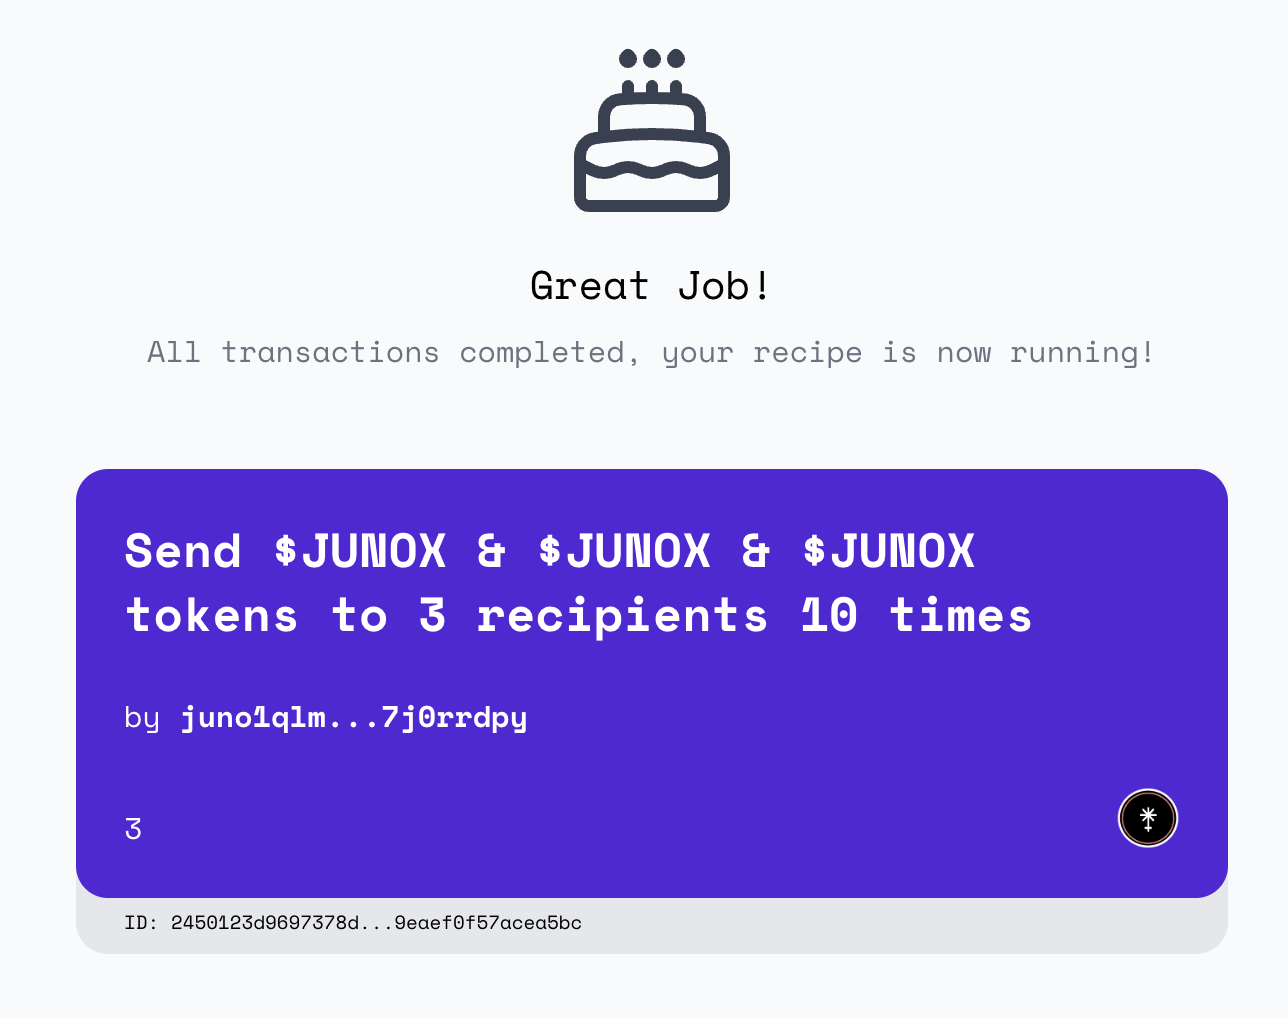 Great Job!
All transactions completed, your recipe is now running!
Send $JUNOX & $JUNOX & $JUNOX
tokens to 3 recipients 10 times
by juno1qlm...7j0rrdpy
3
ID: 2450123d9697378d...9eaef0f57acea5bc